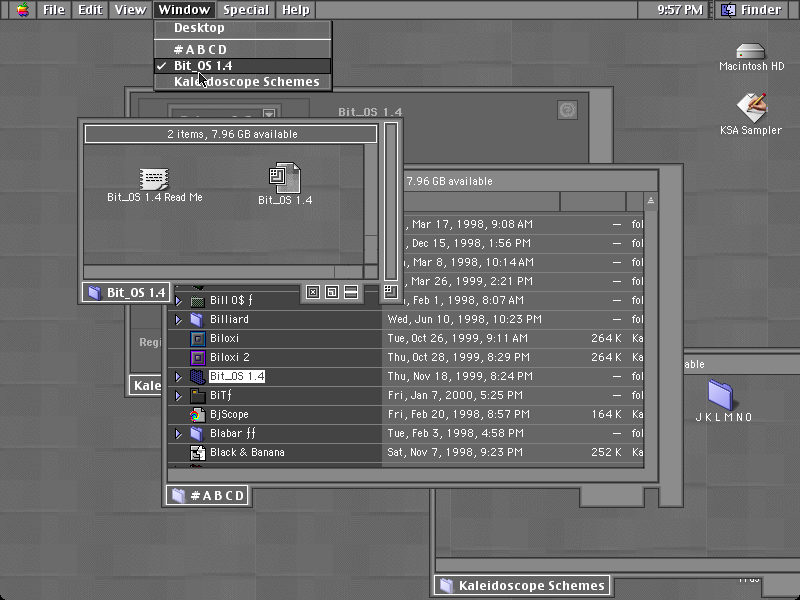 File Edit View Window Special Help 9:57 PM Finder
Desktop
# A B C D
Bit_OS 1.4
Kaleidoscope Schemes
Macintosh HD
KSA Sampler
Bit_OS 1.4
2 items, 7.96 GB available
Bit_OS 1.4 Read Me
Bit_OS 1.4
Bit_OS 1.4
7.96 GB available
, Mar 17, 1998, 9:08 AM — fol
, Dec 15, 1998, 1:56 PM — fol
, Mar 8, 1998, 10:14 AM — fol
, Mar 26, 1999, 2:21 PM — fol
Bill 0$ ƒ , Feb 1, 1998, 8:07 AM — fol
Billiard Wed, Jun 10, 1998, 10:23 PM — fol
Biloxi Tue, Oct 26, 1999, 9:11 AM 264 K Ka
Biloxi 2 Thu, Oct 28, 1999, 8:29 PM 264 K Ka
Bit_OS 1.4 Thu, Nov 18, 1999, 8:24 PM — fol
BiTƒ Fri, Jan 7, 2000, 5:25 PM — fol
BjScope Fri, Feb 20, 1998, 8:57 PM 164 K Ka
Blabar ƒƒ Tue, Feb 3, 1998, 4:58 PM — fol
Black & Banana Sat, Nov 7, 1998, 9:23 PM 252 K Ka
# A B C D
Regi
Kale
able
J K L M N O
Kaleidoscope Schemes